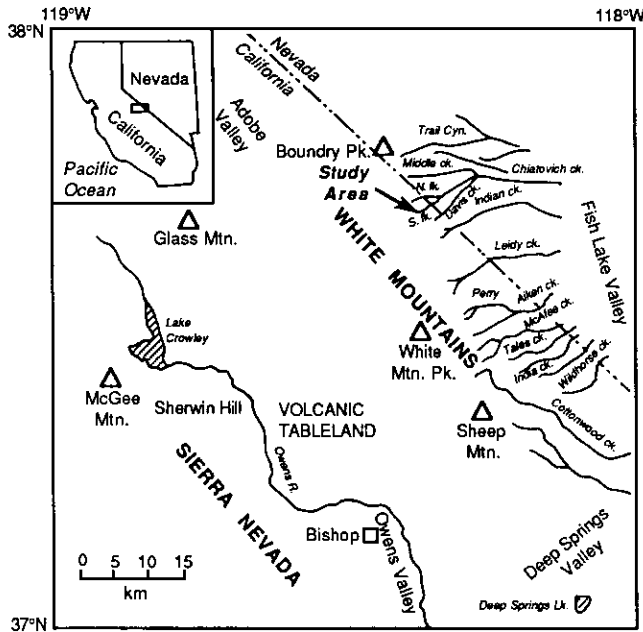 119°W
118°W
38°N
Nevada
California
Pacific
Ocean
Nevada
California
Adobe
Valley
Boundry Pk.
Study
Area
Trail Cyn.
Middle ck.
Chiatovich ck.
N. fk.
S. fk.
Davis ck.
Indian ck.
Glass Mtn.
WHITE MOUNTAINS
Fish Lake Valley
Leidy ck.
Perry
Aiken ck.
McAfee ck.
Tales ck.
India ck.
Wildhorse ck.
Cottonwood ck.
Lake
Crowley
White
Mtn. Pk.
McGee
Mtn.
Sherwin Hill
VOLCANIC
TABLELAND
Sheep
Mtn.
SIERRA NEVADA
Owens R.
Bishop
Owens Valley
Deep Springs
Valley
0 5 10 15
km
Deep Springs Lk.
37°N